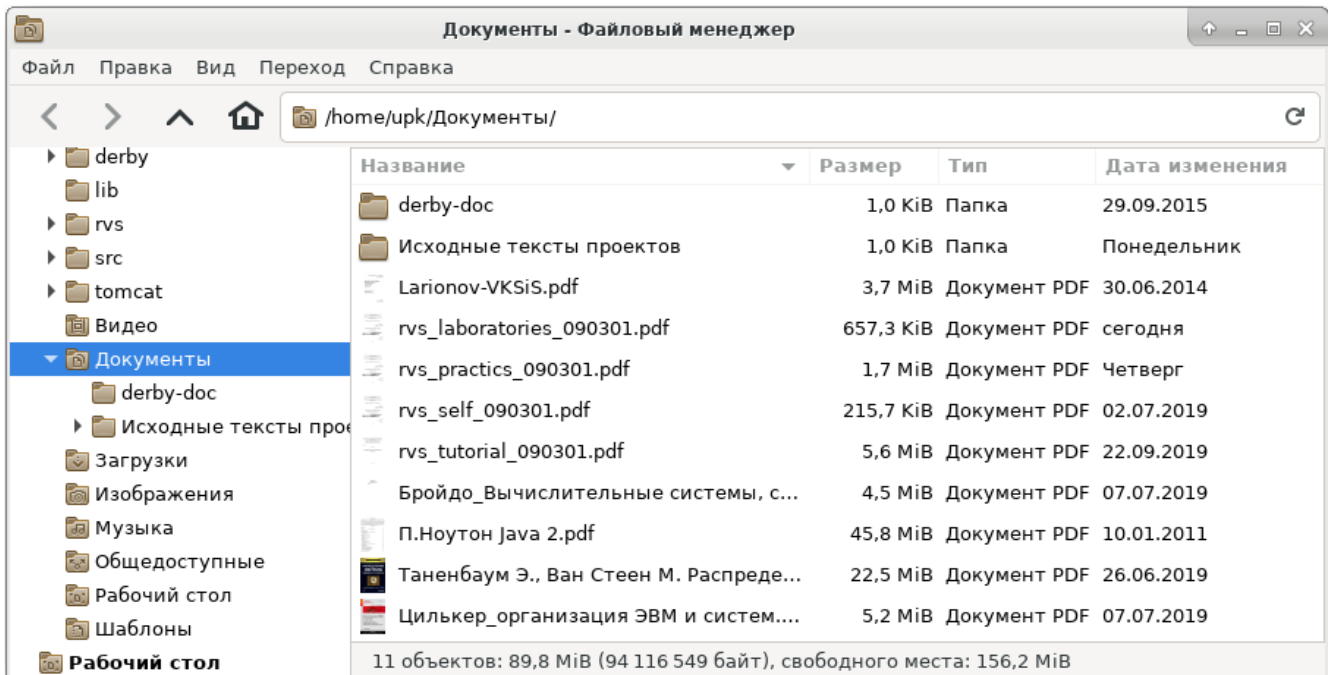 Документы - Файловый менеджер
Файл Правка Вид Переход Справка
/home/upk/Документы/
derby
lib
rvs
src
tomcat
Видео
Документы
derby-doc
Исходные тексты прое
Загрузки
Изображения
Музыка
Общедоступные
Рабочий стол
Шаблоны
Рабочий стол
Название Размер Тип Дата изменения
derby-doc 1,0 KiB Папка 29.09.2015
Исходные тексты проектов 1,0 KiB Папка Понедельник
Larionov-VKSiS.pdf 3,7 MiB Документ PDF 30.06.2014
rvs_laboratories_090301.pdf 657,3 KiB Документ PDF сегодня
rvs_practics_090301.pdf 1,7 MiB Документ PDF Четверг
rvs_self_090301.pdf 215,7 KiB Документ PDF 02.07.2019
rvs_tutorial_090301.pdf 5,6 MiB Документ PDF 22.09.2019
Бройдо_Вычислительные системы, с... 4,5 MiB Документ PDF 07.07.2019
П.Ноутон Java 2.pdf 45,8 MiB Документ PDF 10.01.2011
Таненбаум Э., Ван Стеен М. Распреде... 22,5 MiB Документ PDF 26.06.2019
Цилькер_организация ЭВМ и систем.... 5,2 MiB Документ PDF 07.07.2019
11 объектов: 89,8 MiB (94 116 549 байт), свободного места: 156,2 MiB